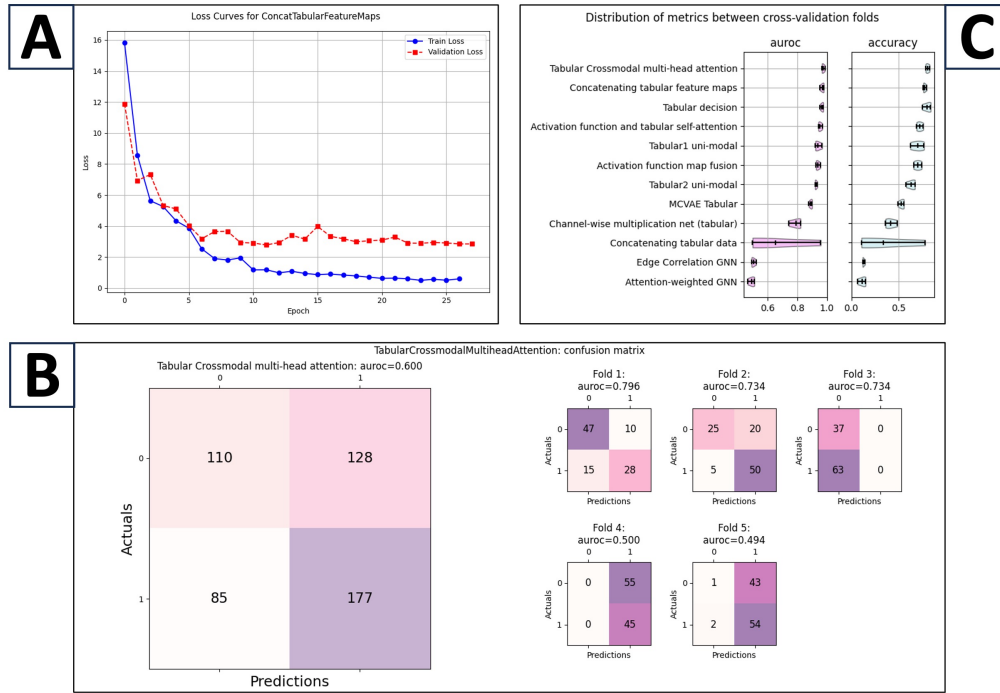 A
Loss Curves for ConcatTabularFeatureMaps
Train Loss
Validation Loss
16
14
12
10
8
6
4
2
0
Loss
0
5
10
15
20
25
Epoch
C
Distribution of metrics between cross-validation folds
auroc
accuracy
Tabular Crossmodal multi-head attention
Concatenating tabular feature maps
Tabular decision
Activation function and tabular self-attention
Tabular1 uni-modal
Activation function map fusion
Tabular2 uni-modal
MCVAE Tabular
Channel-wise multiplication net (tabular)
Concatenating tabular data
Edge Correlation GNN
Attention-weighted GNN
0.6
0.8
1.0
0.5
B
TabularCrossmodalMultiheadAttention: confusion matrix
Tabular Crossmodal multi-head attention: auroc=0.600
0
1
0
110
128
Actuals
1
85
177
Predictions
Fold 1:
auroc=0.796
0
1
0
47
10
Actuals
1
15
28
Predictions
Fold 2:
auroc=0.734
0
1
0
25
20
Actuals
1
5
50
Predictions
Fold 3:
auroc=0.734
0
1
0
37
0
Actuals
1
63
0
Predictions
Fold 4:
auroc=0.500
0
1
0
0
55
Actuals
1
0
45
Predictions
Fold 5:
auroc=0.494
0
1
0
1
43
Actuals
1
2
54
Predictions